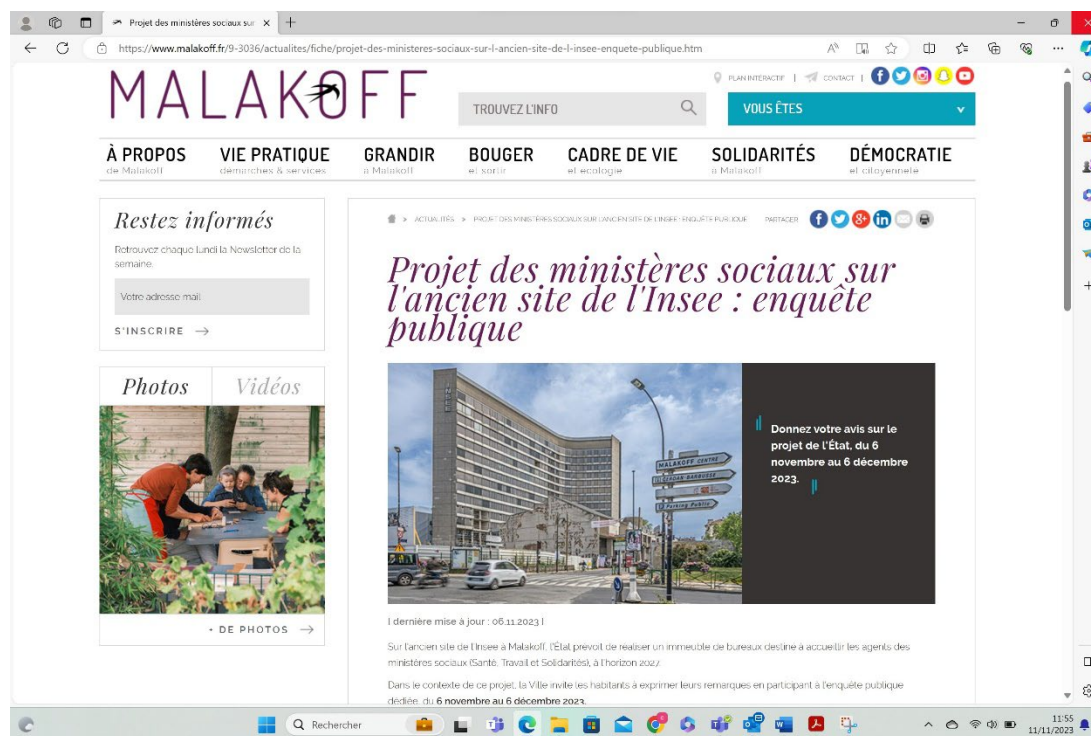 Projet des ministères sociaux sur
https://www.malakoff.fr/9-3036/actualites/fiche/projet-des-ministeres-sociaux-sur-l-ancien-site-de-l-insee-enquete-publique.htm
MALAKOFF
PLAN INTERACTIF | CONTACT |
TROUVEZ L'INFO
VOUS ÊTES
À PROPOS
de Malakoff
VIE PRATIQUE
démarches & services
GRANDIR
à Malakoff
BOUGER
et sortir
CADRE DE VIE
et écologie
SOLIDARITÉS
à Malakoff
DÉMOCRATIE
et citoyenneté
Restez informés
Retrouvez chaque lundi la Newsletter de la
semaine.
Votre adresse mail
S'INSCRIRE
Photos
Vidéos
+ DE PHOTOS
> ACTUALITÉS > PROJET DES MINISTÈRES SOCIAUX SUR L'ANCIEN SITE DE L'INSEE : ENQUÊTE PUBLIQUE
PARTAGER
Projet des ministères sociaux sur
l'ancien site de l'Insee : enquête
publique
INSEE
MALAKOFF CENTRE
Parking Public
Donnez votre avis sur le
projet de l'État, du 6
novembre au 6 décembre
2023.
| dernière mise à jour : 06.11.2023 |
Sur l'ancien site de l'Insee à Malakoff, l'État prévoit de réaliser un immeuble de bureaux destiné à accueillir les agents des
ministères sociaux (Santé, Travail et Solidarités), à l'horizon 2027.
Dans le contexte de ce projet, la Ville invite les habitants à exprimer leurs remarques en participant à l'enquête publique
dédiée, du 6 novembre au 6 décembre 2023.
Rechercher
11:55
11/11/2023